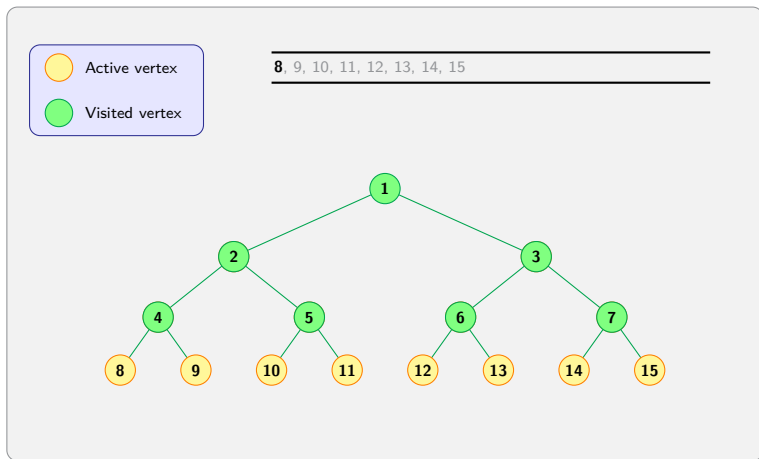 Active vertex
Visited vertex
8, 9, 10, 11, 12, 13, 14, 15
1
2 3
4 5 6 7
8 9 10 11 12 13 14 15